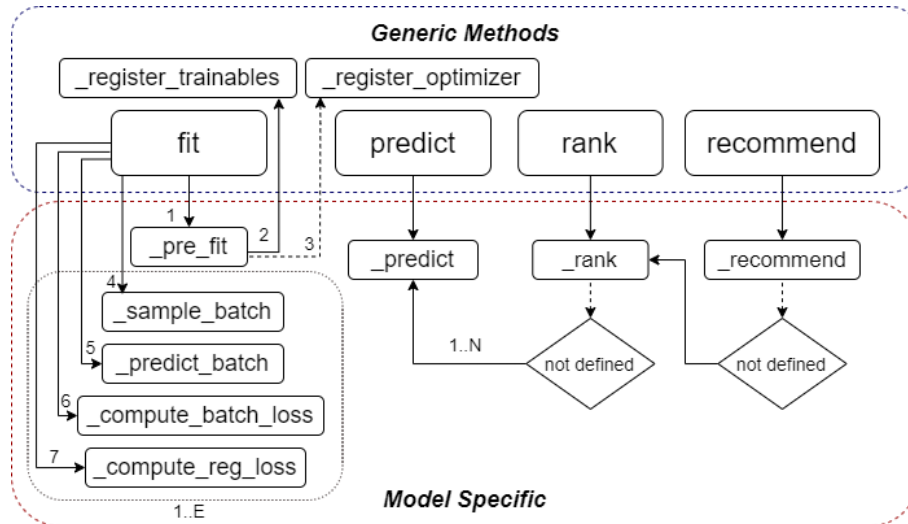 Generic Methods
_register_trainables
_register_optimizer
fit
predict
rank
recommend
1
2
3
_pre_fit
_predict
_rank
_recommend
4
_sample_batch
5
_predict_batch
1..N
not defined
not defined
6
_compute_batch_loss
7
_compute_reg_loss
1..E
Model Specific